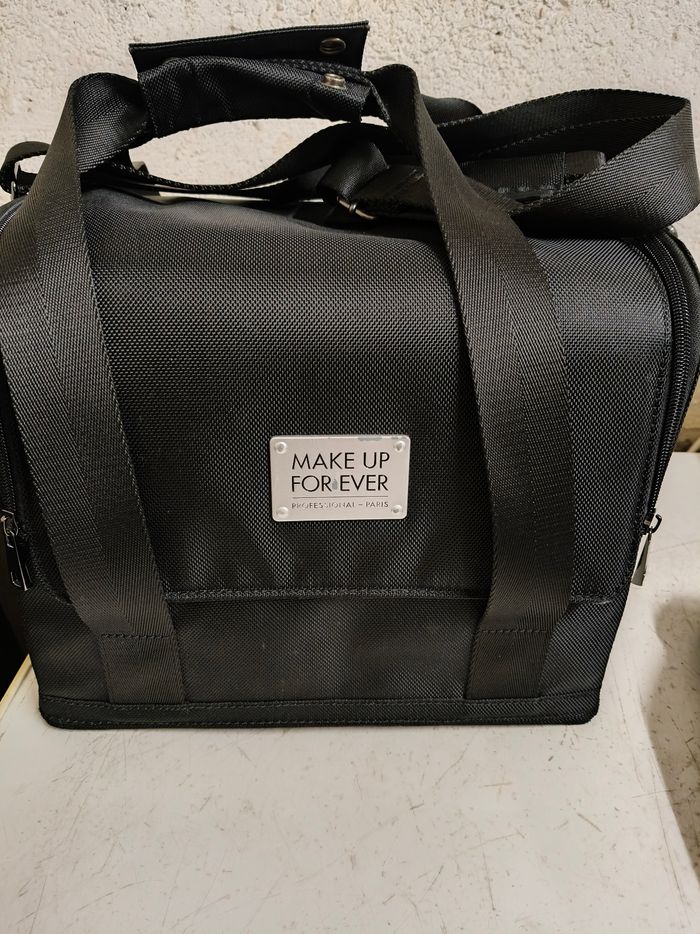 MAKE UP
FOR EVER
PROFESSIONAL – PARIS